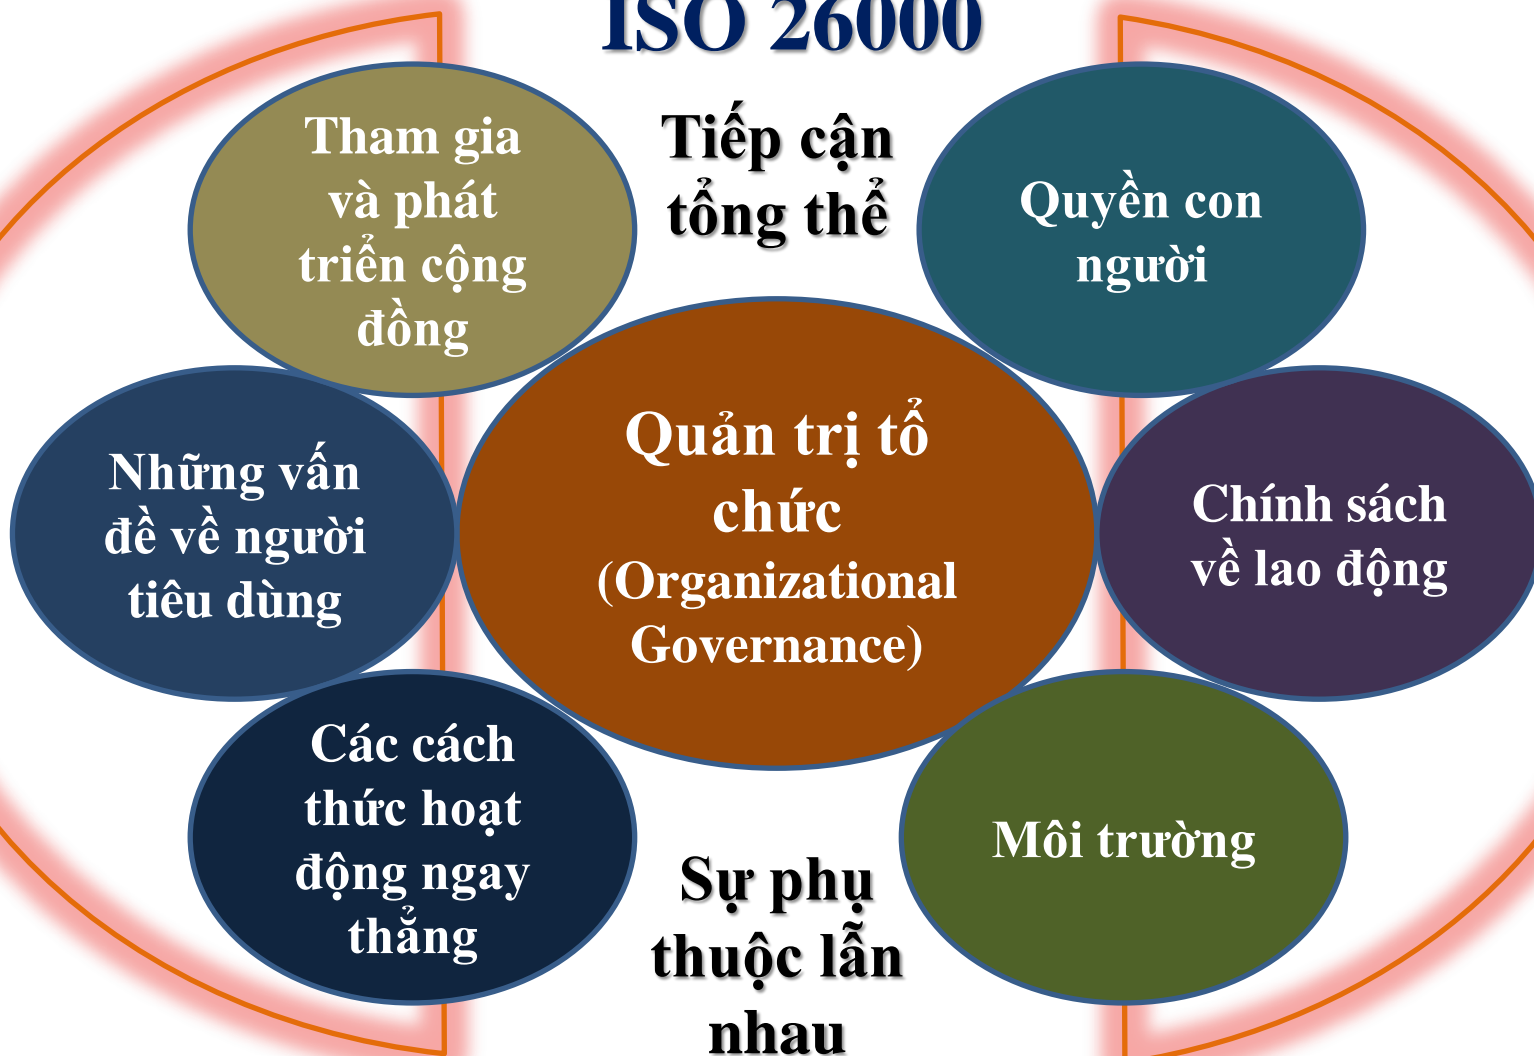 ISO 26000
Tiếp cận
tổng thể
Tham gia
và phát
triển cộng
đồng
Quyền con
người
Những vấn
đề về người
tiêu dùng
Quản trị tổ
chức
(Organizational
Governance)
Chính sách
về lao động
Các cách
thức hoạt
động ngay
thẳng
Môi trường
Sự phụ
thuộc lẫn
nhau